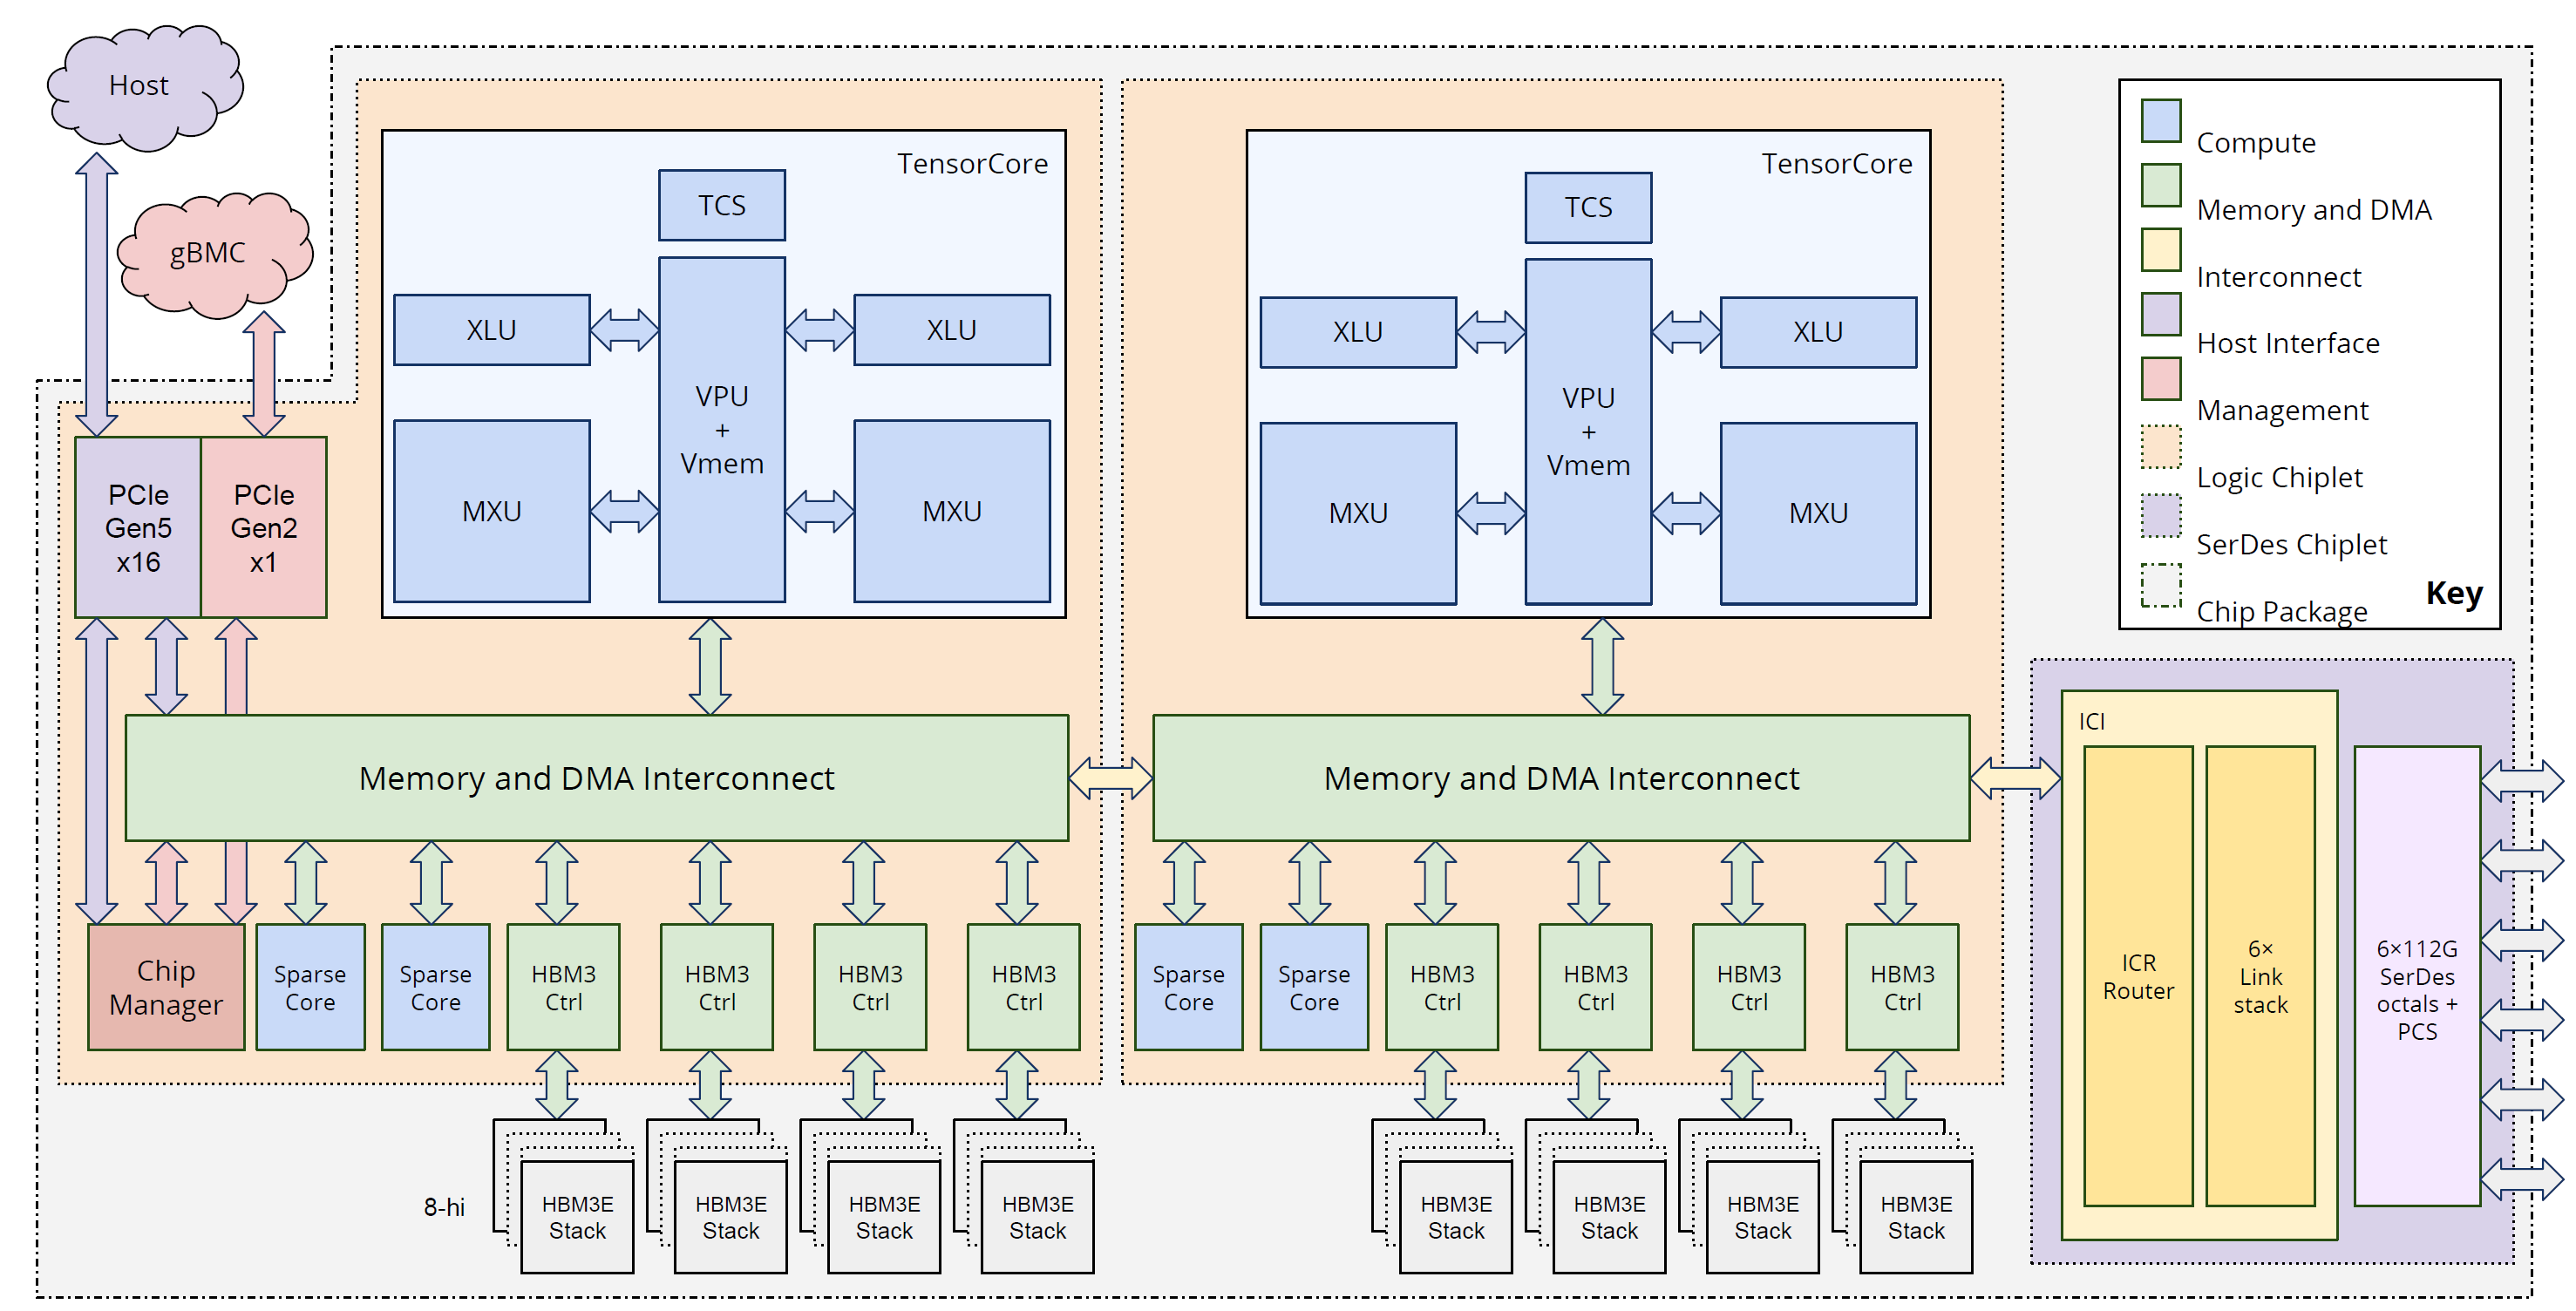 Host
gBMC
PCIe
Gen5
x16
PCIe
Gen2
x1
TensorCore
TCS
XLU
XLU
VPU
+
Vmem
MXU
MXU
TensorCore
TCS
XLU
XLU
VPU
+
Vmem
MXU
MXU
Compute
Memory and DMA
Interconnect
Host Interface
Management
Logic Chiplet
SerDes Chiplet
Chip Package
Key
Memory and DMA Interconnect
Memory and DMA Interconnect
Chip
Manager
Sparse
Core
Sparse
Core
HBM3
Ctrl
HBM3
Ctrl
HBM3
Ctrl
HBM3
Ctrl
Sparse
Core
Sparse
Core
HBM3
Ctrl
HBM3
Ctrl
HBM3
Ctrl
HBM3
Ctrl
ICI
ICR
Router
6×
Link
stack
6×112G
SerDes
octals +
PCS
8-hi
HBM3E
Stack
HBM3E
Stack
HBM3E
Stack
HBM3E
Stack
HBM3E
Stack
HBM3E
Stack
HBM3E
Stack
HBM3E
Stack